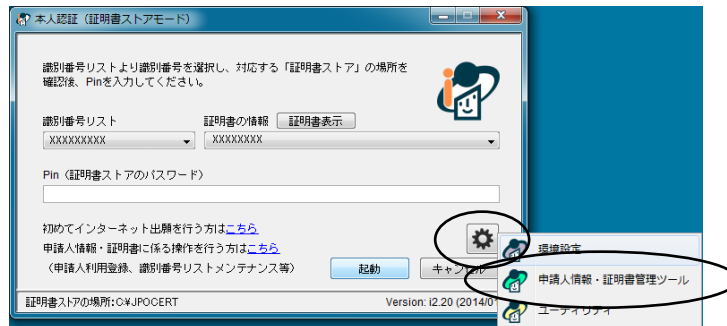 本人認証（証明書ストアモード）
識別番号リストより識別番号を選択し、対応する「証明書ストア」の場所を
確認後、Pinを入力してください。
識別番号リスト
証明書の情報 証明書表示
XXXXXXXXX
XXXXXXXX
Pin（証明書ストアのパスワード）
初めてインターネット出願を行う方はこちら
申請人情報・証明書に係る操作を行う方はこちら
（申請人利用登録、識別番号リストメンテナンス等）
起動
キャンセル
環境設定
申請人情報・証明書管理ツール
ユーティリティ
証明書ストアの場所:C:¥JPOCERT
Version: i2.20 (2014/0